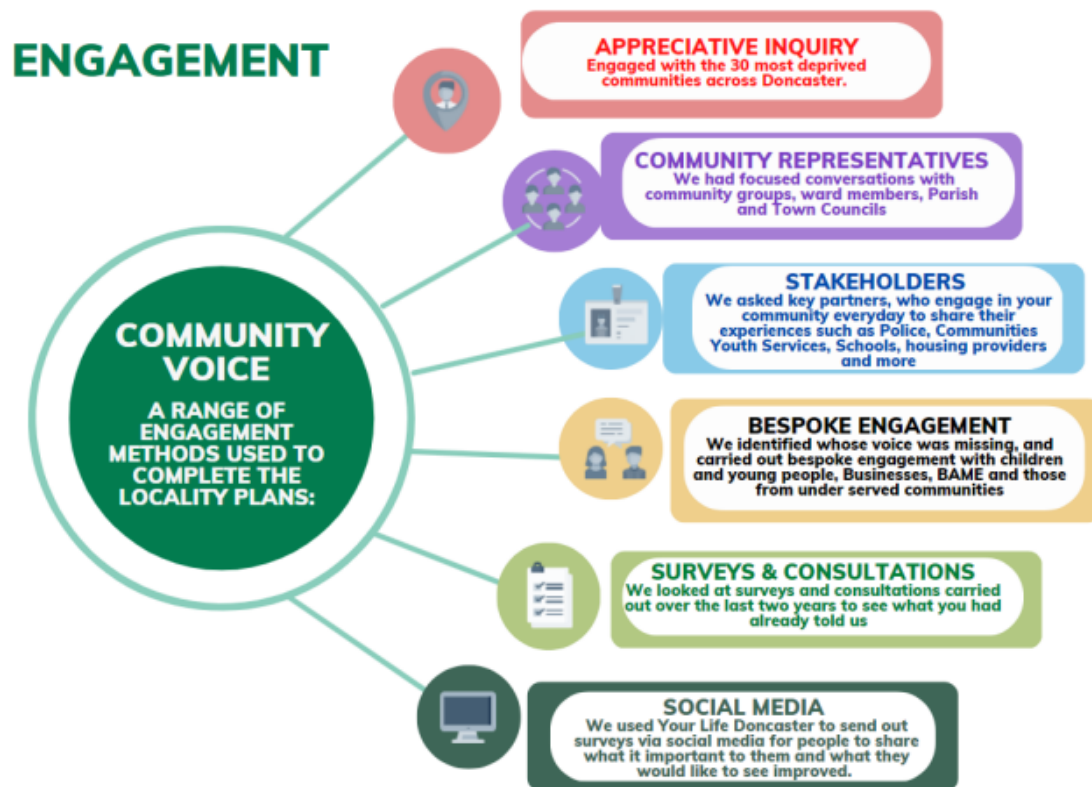 ENGAGEMENT
APPRECIATIVE INQUIRY
Engaged with the 30 most deprived
communities across Doncaster.
COMMUNITY REPRESENTATIVES
We had focused conversations with
community groups, ward members, Parish
and Town Councils
STAKEHOLDERS
We asked key partners, who engage in your
community everyday to share their
experiences such as Police, Communities
Youth Services, Schools, housing providers
and more
COMMUNITY
VOICE
A RANGE OF
ENGAGEMENT
METHODS USED TO
COMPLETE THE
LOCALITY PLANS:
BESPOKE ENGAGEMENT
We identified whose voice was missing, and
carried out bespoke engagement with children
and young people, Businesses, BAME and those
from under served communities
SURVEYS & CONSULTATIONS
We looked at surveys and consultations carried
out over the last two years to see what you had
already told us
SOCIAL MEDIA
We used Your Life Doncaster to send out
surveys via social media for people to share
what it important to them and what they
would like to see improved.